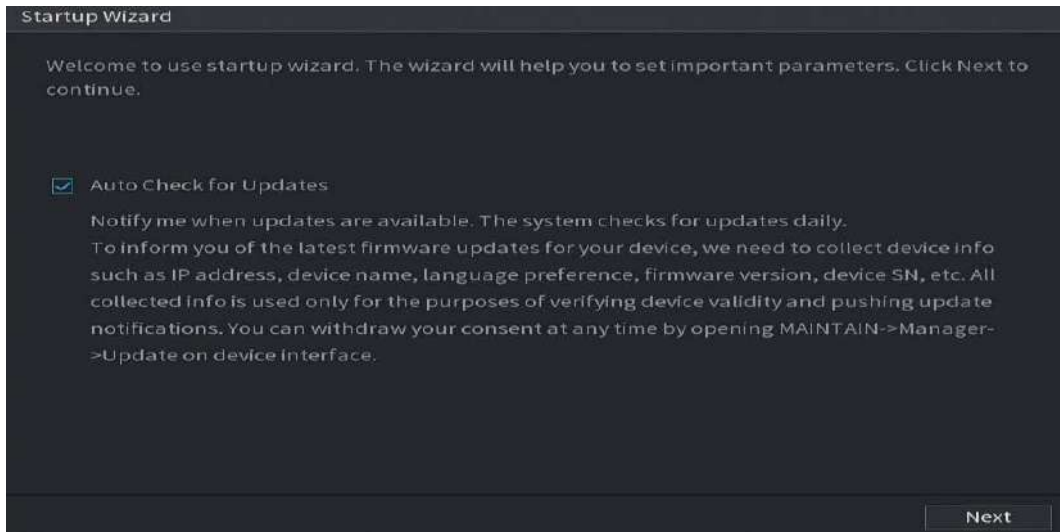 Startup Wizard
Welcome to use startup wizard. The wizard will help you to set important parameters. Click Next to
continue.
Auto Check for Updates
Notify me when updates are available. The system checks for updates daily.
To inform you of the latest firmware updates for your device, we need to collect device info
such as IP address, device name, language preference, firmware version, device SN, etc. All
collected info is used only for the purposes of verifying device validity and pushing update
notifications. You can withdraw your consent at any time by opening MAINTAIN->Manager-
>Update on device interface.
Next